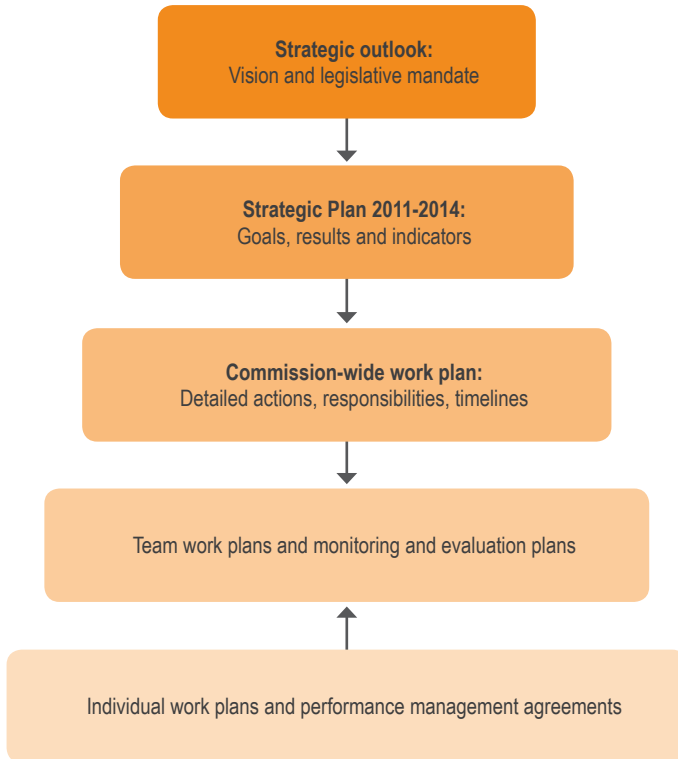 Strategic outlook:
Vision and legislative mandate
Strategic Plan 2011-2014:
Goals, results and indicators
Commission-wide work plan:
Detailed actions, responsibilities, timelines
Team work plans and monitoring and evaluation plans
Individual work plans and performance management agreements